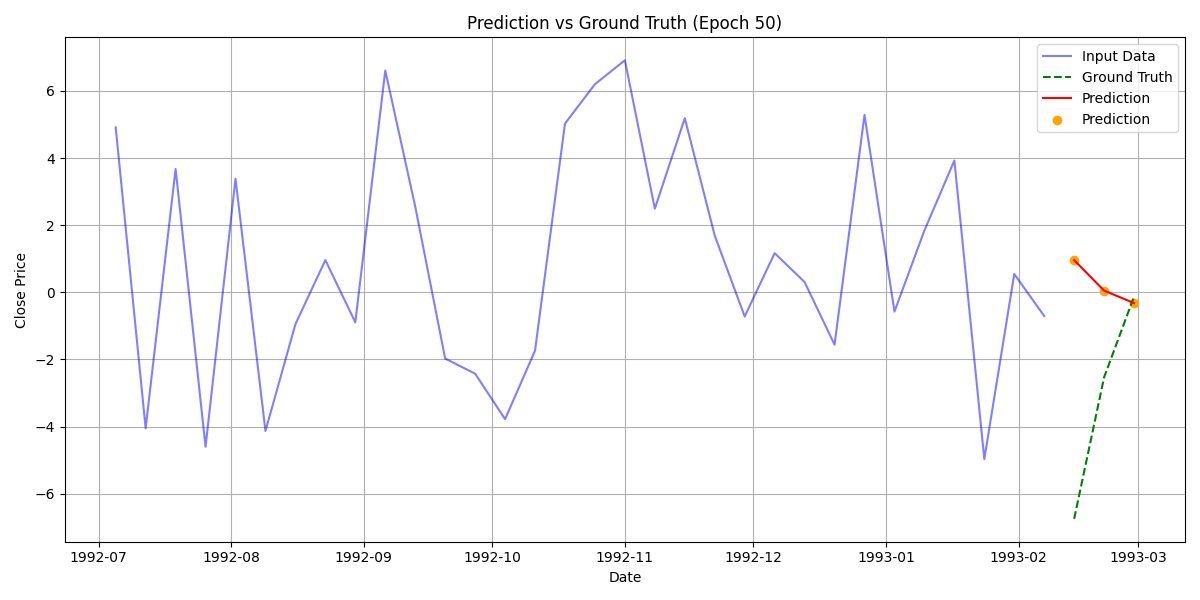 Prediction vs Ground Truth (Epoch 50)
Input Data
Ground Truth
Prediction
Prediction
Close Price
6
4
2
0
−2
−4
−6
1992-07 1992-08 1992-09 1992-10 1992-11 1992-12 1993-01 1993-02 1993-03
Date